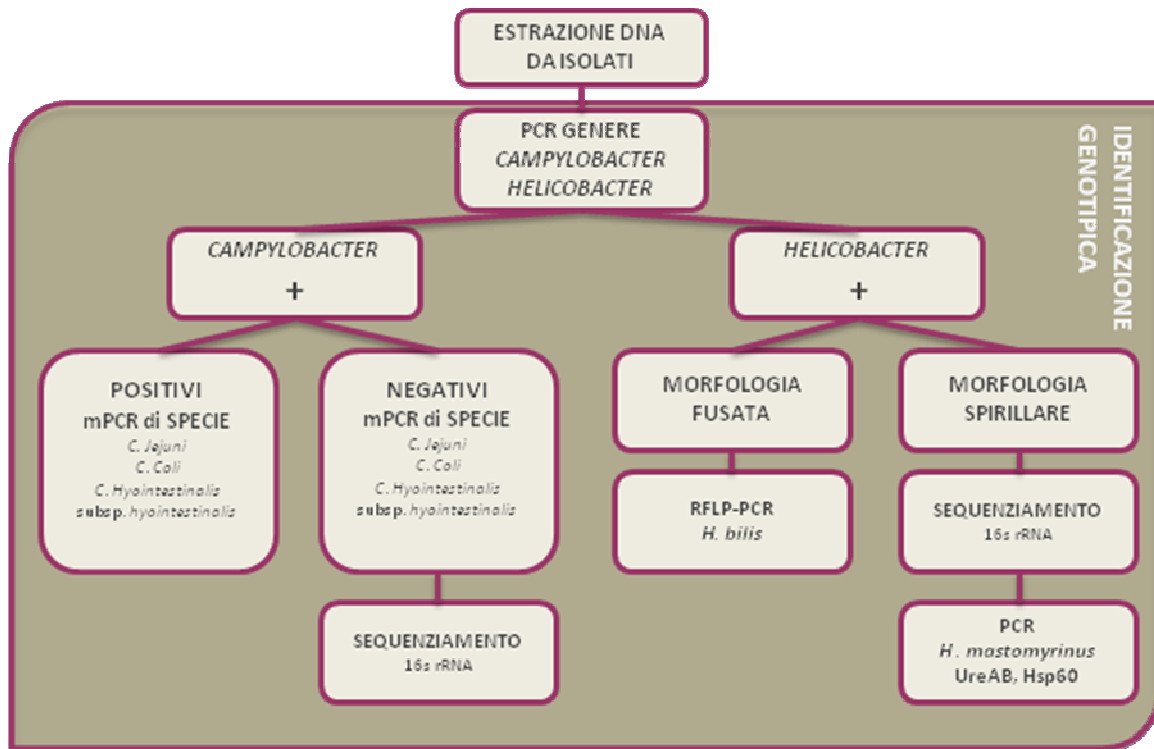 ESTRAZIONE DNA
DA ISOLATI
PCR GENERE
CAMPYLOBACTER
HELICOBACTER
IDENTIFICAZIONE
GENOTIPICA
CAMPYLOBACTER
+
HELICOBACTER
+
POSITIVI
mPCR di SPECIE
C. Jejuni
C. Coli
C. Hyointestinalis
subsp. hyointestinalis
NEGATIVI
mPCR di SPECIE
C. Jejuni
C. Coli
C. Hyointestinalis
subsp. hyointestinalis
MORFOLOGIA
FUSATA
MORFOLOGIA
SPIRILLARE
RFLP-PCR
H. bilis
SEQUENZIAMENTO
16s rRNA
SEQUENZIAMENTO
16s rRNA
PCR
H. mastomyrinus
UreAB, Hsp60